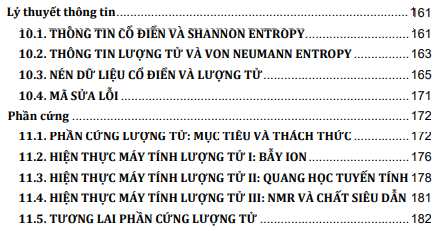 Lý thuyết thông tin 161
10.1. THÔNG TIN CỔ ĐIỂN VÀ SHANNON ENTROPY 161
10.2. THÔNG TIN LƯỢNG TỬ VÀ VON NEUMANN ENTROPY 163
10.3. NÉN DỮ LIỆU CỔ ĐIỂN VÀ LƯỢNG TỬ 165
10.4. MÃ SỬA LỖI 171
Phần cứng 172
11.1. PHẦN CỨNG LƯỢNG TỬ: MỤC TIÊU VÀ THÁCH THỨC 172
11.2. HIỆN THỰC MÁY TÍNH LƯỢNG TỬ I: BẪY ION 176
11.3. HIỆN THỰC MÁY TÍNH LƯỢNG TỬ II: QUANG HỌC TUYẾN TÍNH 178
11.4. HIỆN THỰC MÁY TÍNH LƯỢNG TỬ III: NMR VÀ CHẤT SIÊU DẪN 181
11.5. TƯƠNG LAI PHẦN CỨNG LƯỢNG TỬ 182